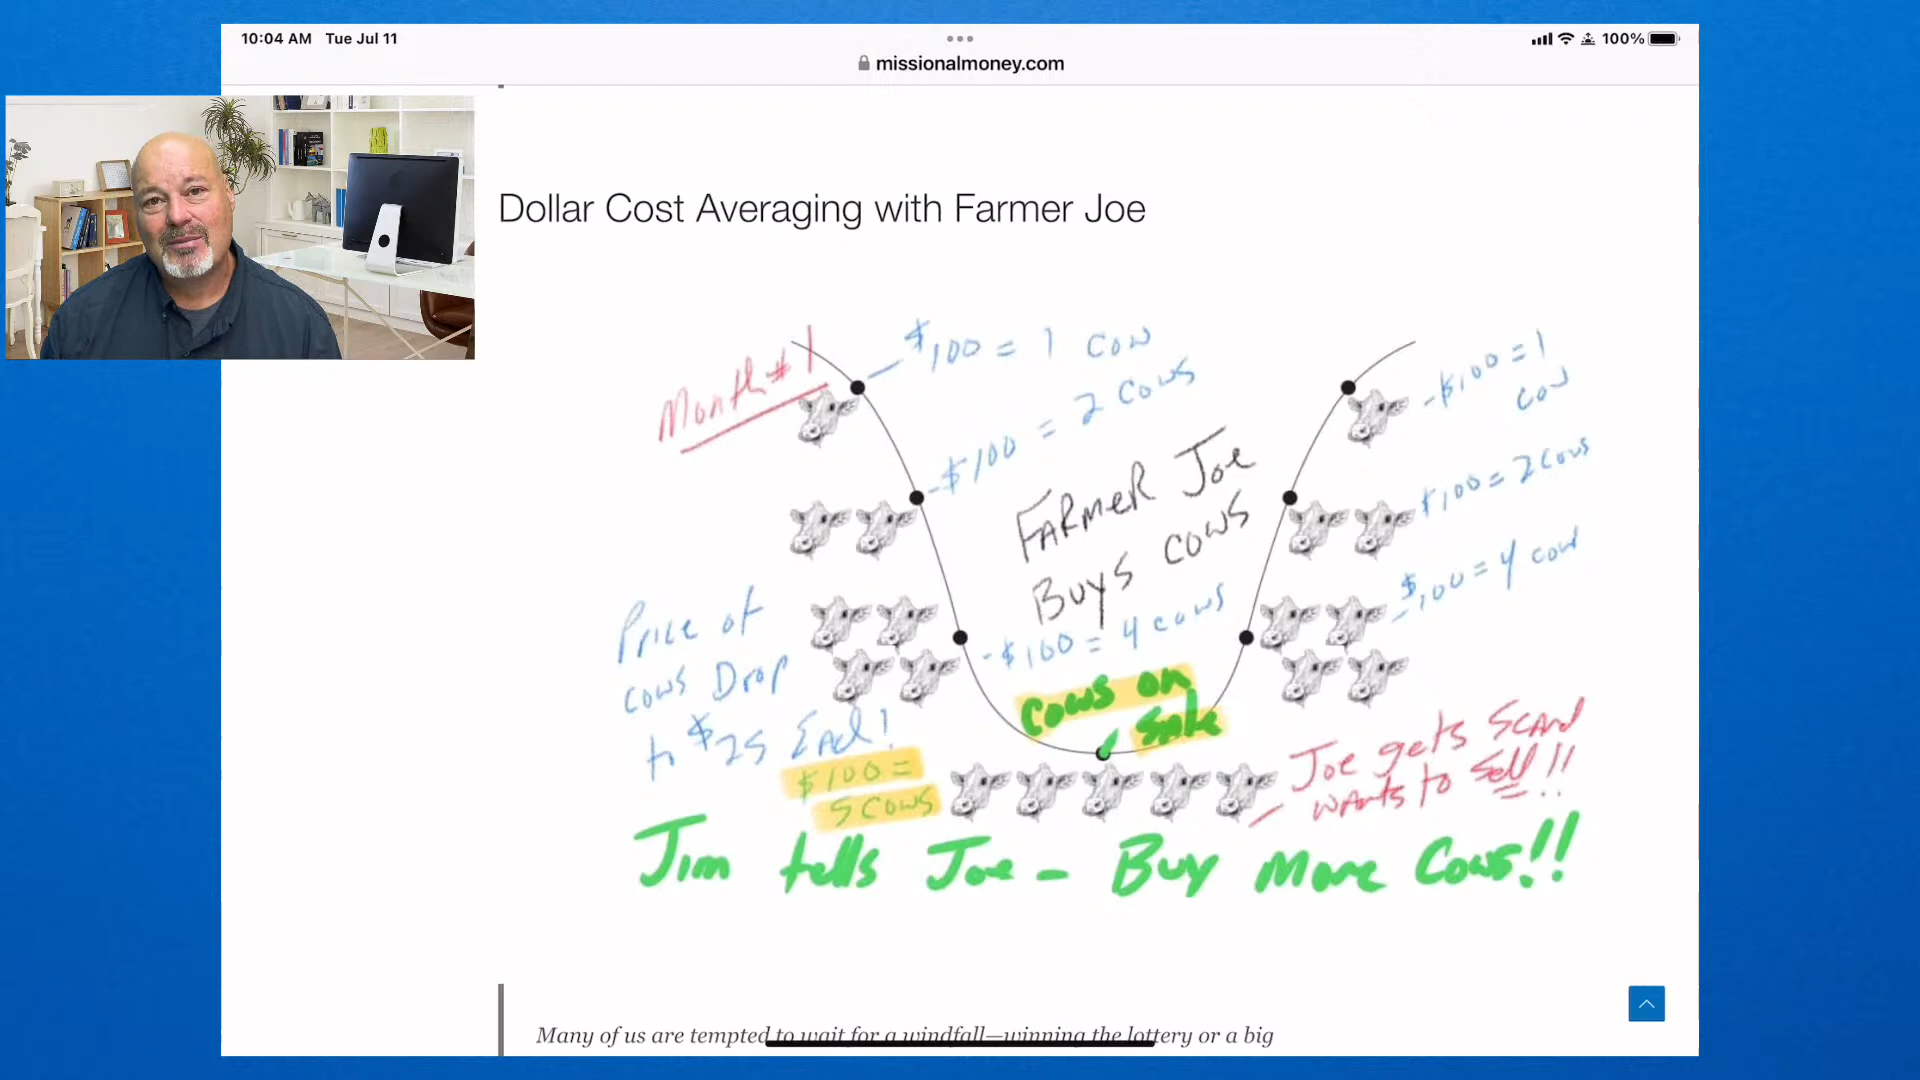 10:04 AM Tue Jul 11
100%
missionalmoney.com
Dollar Cost Averaging with Farmer Joe
Month #1
$100 = 1 Cow
$100 = 2 Cows
-$100 = 1
Cow
$100 = 2 Cows
FARMER Joe
Buys Cows
-$100 = 4 Cows
$100 = 4 Cow
Price of
Cows Drop
to $25 Each!
Cows on
Sale
$100 =
5 Cows
Joe gets Scard
wants to Sell!!
Jim tells Joe - Buy More Cows!!
Many of us are tempted to wait for a windfall—winning the lottery or a big